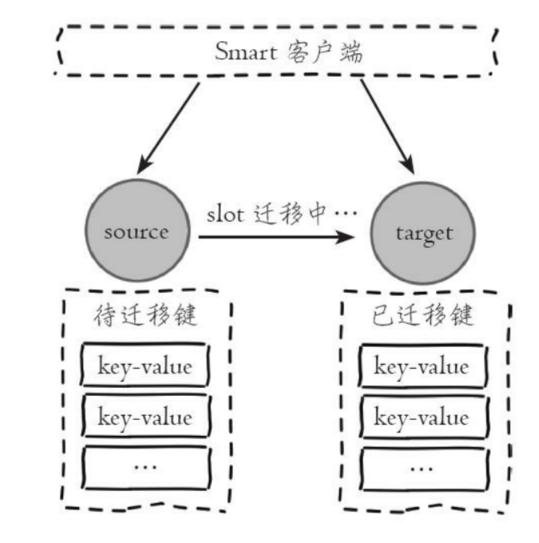 Smart 客户端
slot 迁移中…
source
target
待迁移键
key-value
key-value
…
已迁移键
key-value
key-value
…